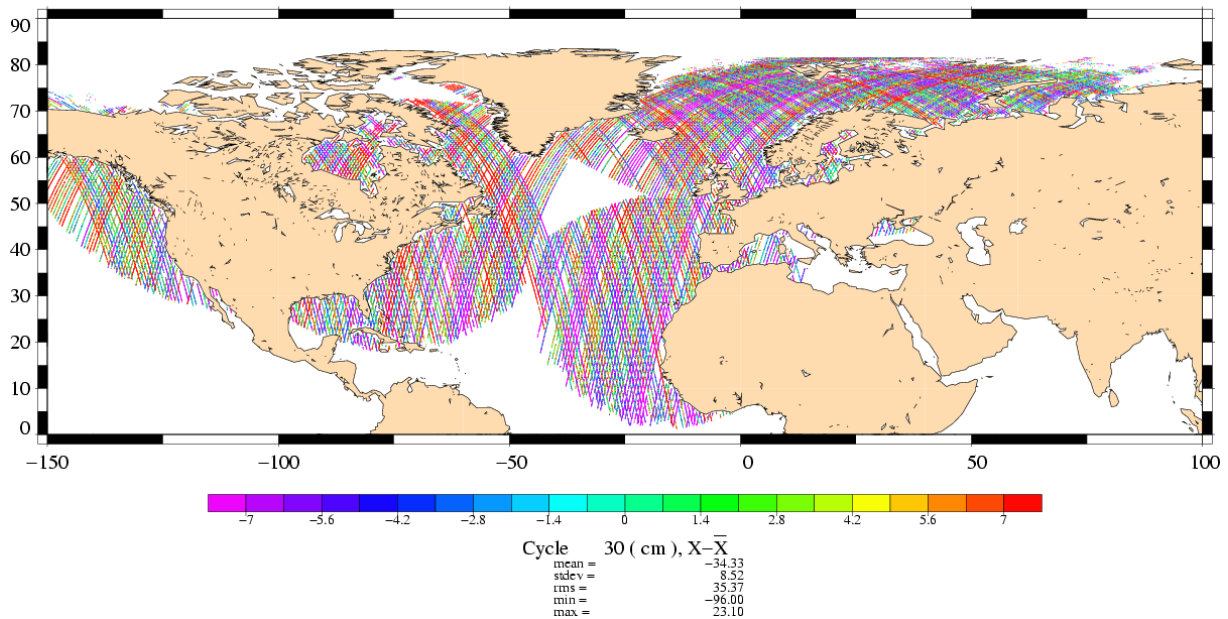 90
80
70
60
50
40
30
20
10
0
−150 −100 −50 0 50 100
−7 −5.6 −4.2 −2.8 −1.4 0 1.4 2.8 4.2 5.6 7
Cycle 30 ( cm ), X−X̅
mean = −34.33
stdev = 8.52
rms = 35.37
min = −96.00
max = 23.10